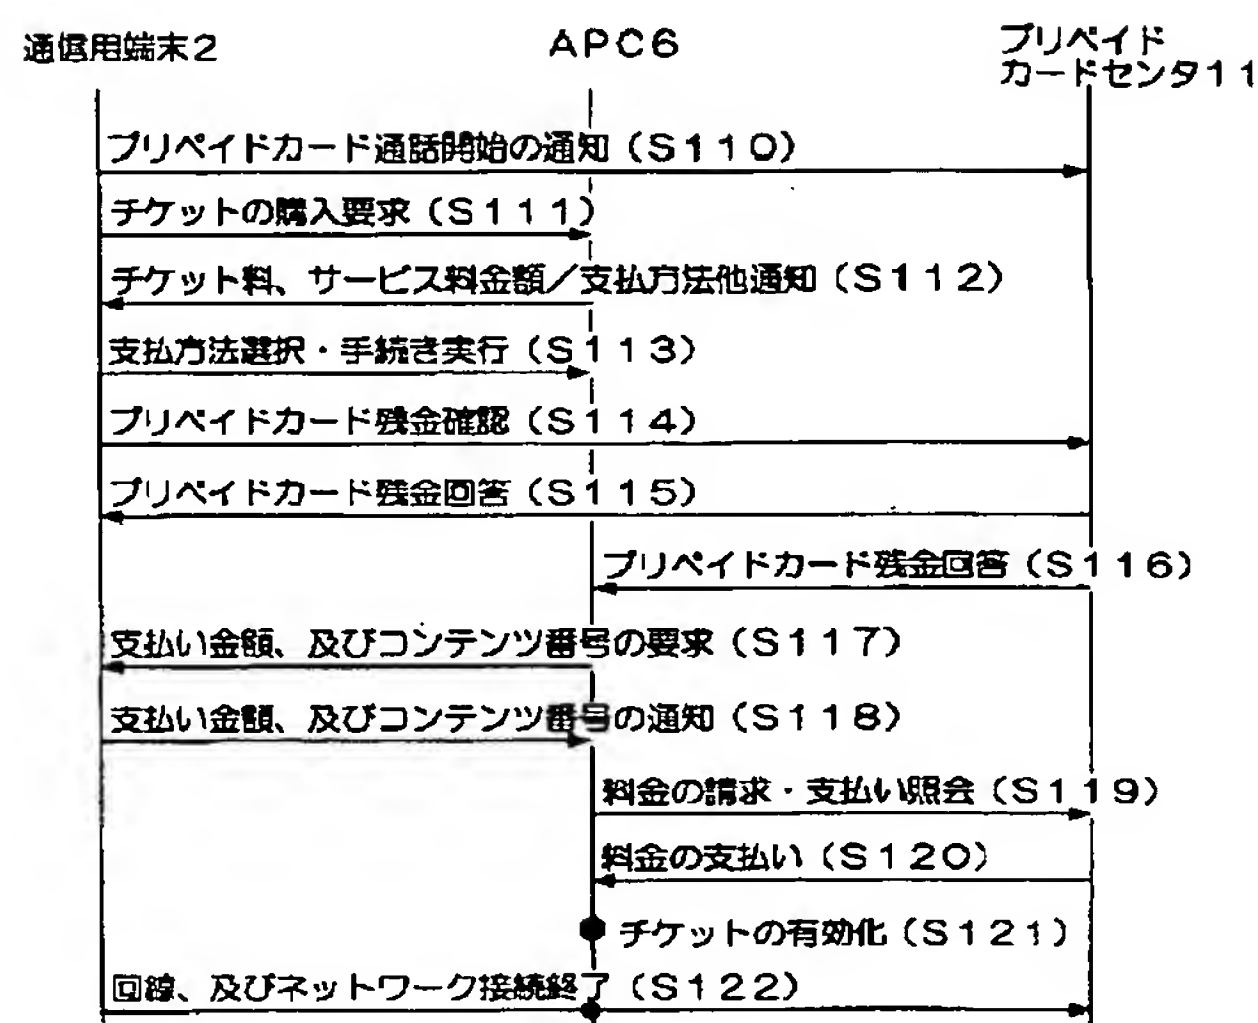 通信用端末2
APC6
プリペイド
カードセンタ11
プリペイドカード通話開始の通知(S110)
チケットの購入要求(S111)
チケット料、サービス料金額/支払方法他通知(S112)
支払方法選択・手続き実行(S113)
プリペイドカード残金確認(S114)
プリペイドカード残金回答(S115)
プリペイドカード残金回答(S116)
支払い金額、及びコンテンツ番号の要求(S117)
支払い金額、及びコンテンツ番号の通知(S118)
料金の請求・支払い照会(S119)
料金の支払い(S120)
チケットの有効化(S121)
回線、及びネットワーク接続終了(S122)